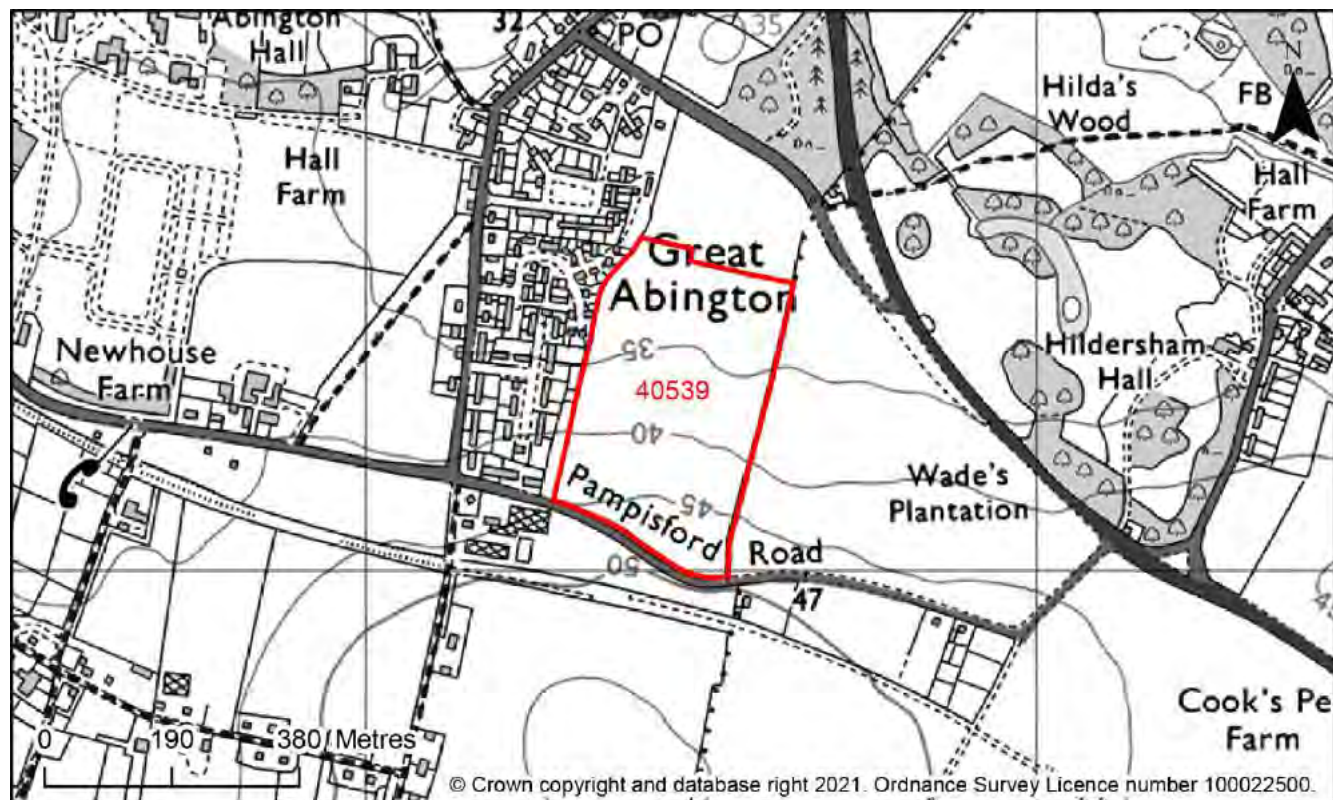 Abington
Hall
32
PO
35
Hilda's
Wood
FB
N
Hall
Farm
Hall
Farm
Great
Abington
Newhouse
Farm
35
40539
40
Hildersham
Hall
Wade's
Plantation
45
Pampisford Road
50
47
Cook's Pe
Farm
0 190 380 Metres
© Crown copyright and database right 2021. Ordnance Survey Licence number 100022500.